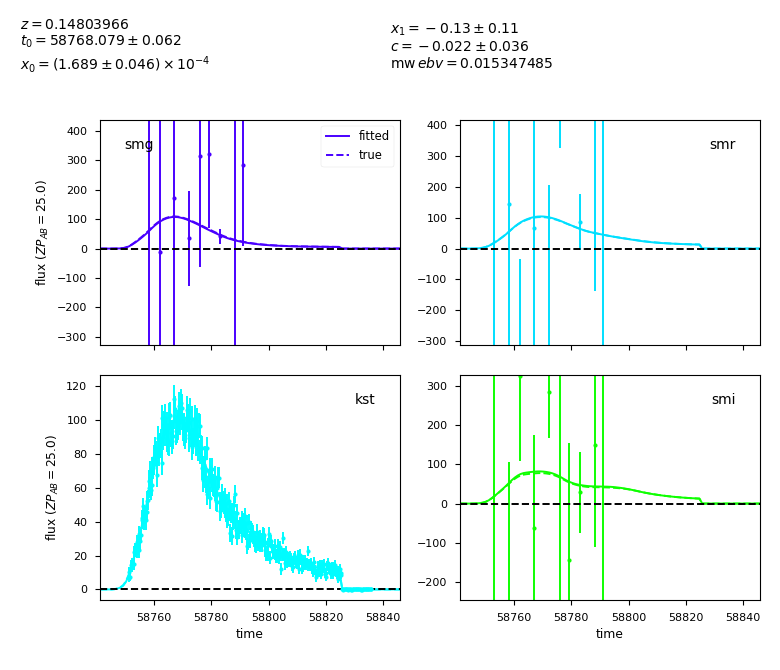 z = 0.14803966
t₀ = 58768.079 ± 0.062
x₀ = (1.689 ± 0.046) × 10⁻⁴
x₁ = −0.13 ± 0.11
c = −0.022 ± 0.036
mw ebv = 0.015347485
smg
fitted
true
400
300
200
100
0
−100
−200
−300
flux (ZP_AB = 25.0)
smr
400
300
200
100
0
−100
−200
−300
kst
120
100
80
60
40
20
0
flux (ZP_AB = 25.0)
58760 58780 58800 58820 58840
time
smi
300
200
100
0
−100
−200
58760 58780 58800 58820 58840
time